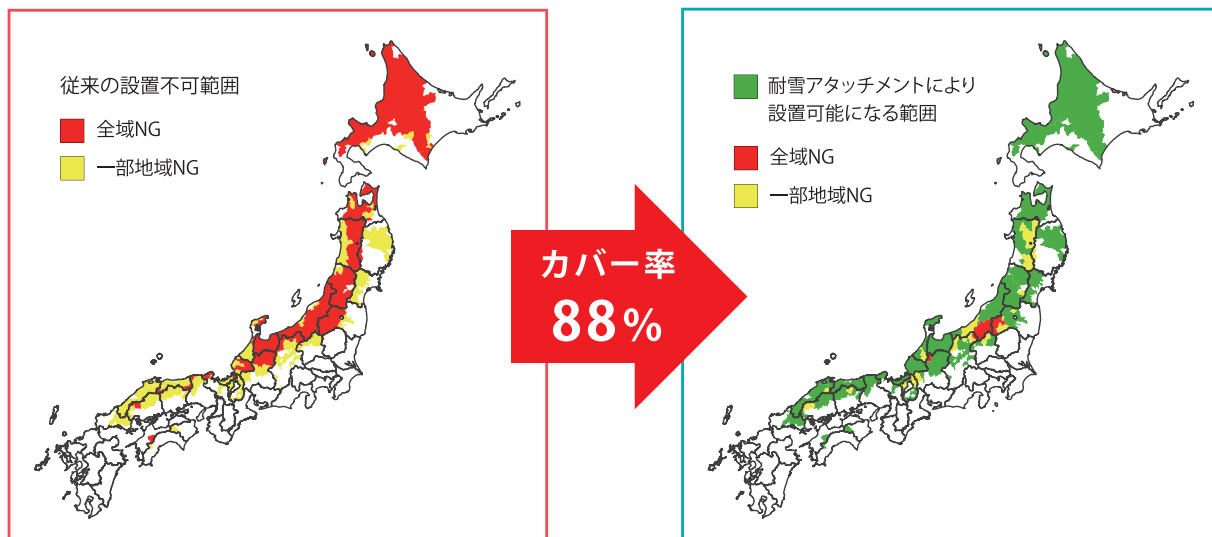 従来の設置不可範囲
全域NG
一部地域NG
カバー率
88%
耐雪アタッチメントにより
設置可能になる範囲
全域NG
一部地域NG